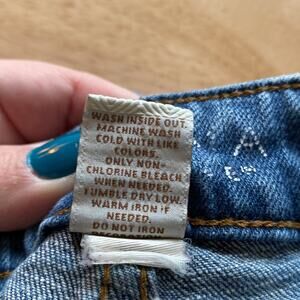 WASH INSIDE OUT.
MACHINE WASH
COLD WITH LIKE
COLORS.
ONLY NON-
CHLORINE BLEACH
WHEN NEEDED.
TUMBLE DRY LOW.
WARM IRON IF
NEEDED.
DO NOT IRON
DECORATION
A